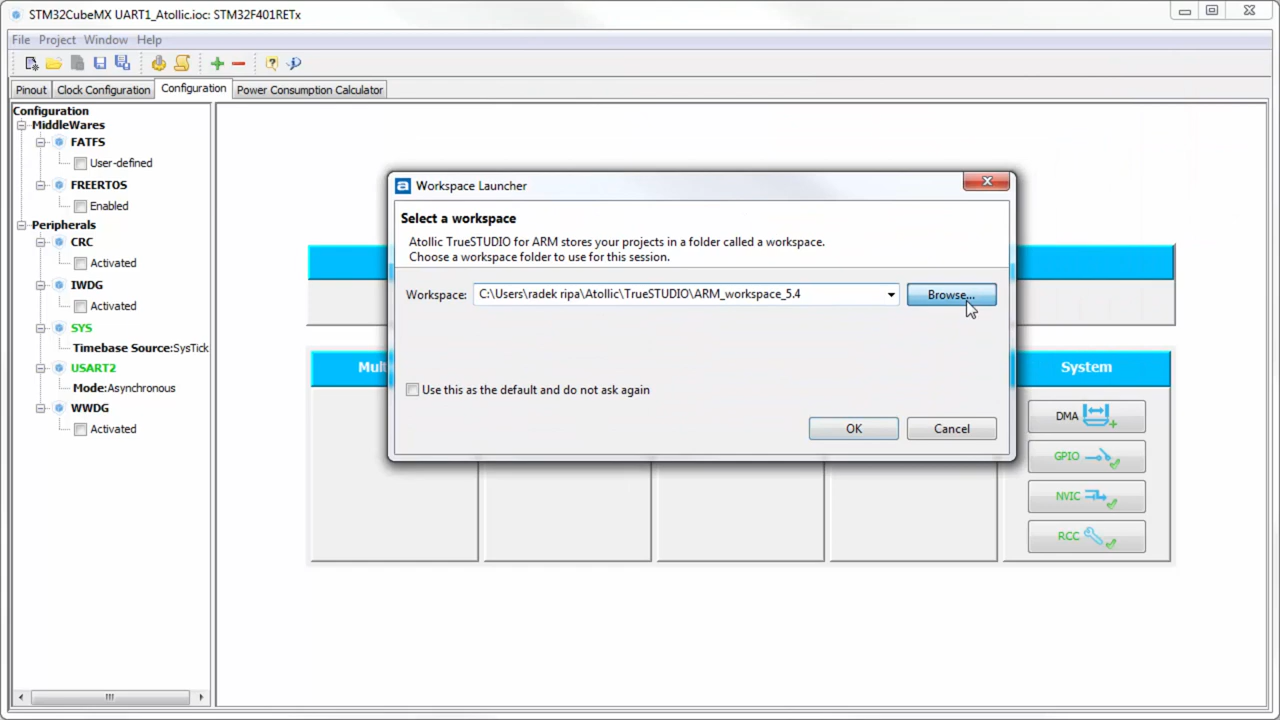 STM32CubeMX UART1_Atollic.ioc: STM32F401RETx
File Project Window Help
Pinout Clock Configuration Configuration Power Consumption Calculator
Configuration
MiddleWares
FATFS
User-defined
FREERTOS
Enabled
Peripherals
CRC
Activated
IWDG
Activated
SYS
Timebase Source:SysTick
USART2
Mode:Asynchronous
WWDG
Activated
Workspace Launcher
Select a workspace
Atollic TrueSTUDIO for ARM stores your projects in a folder called a workspace.
Choose a workspace folder to use for this session.
Workspace: C:\Users\radek ripa\Atollic\TrueSTUDIO\ARM_workspace_5.4 Browse...
Use this as the default and do not ask again
OK Cancel
Mul
System
DMA
GPIO
NVIC
RCC